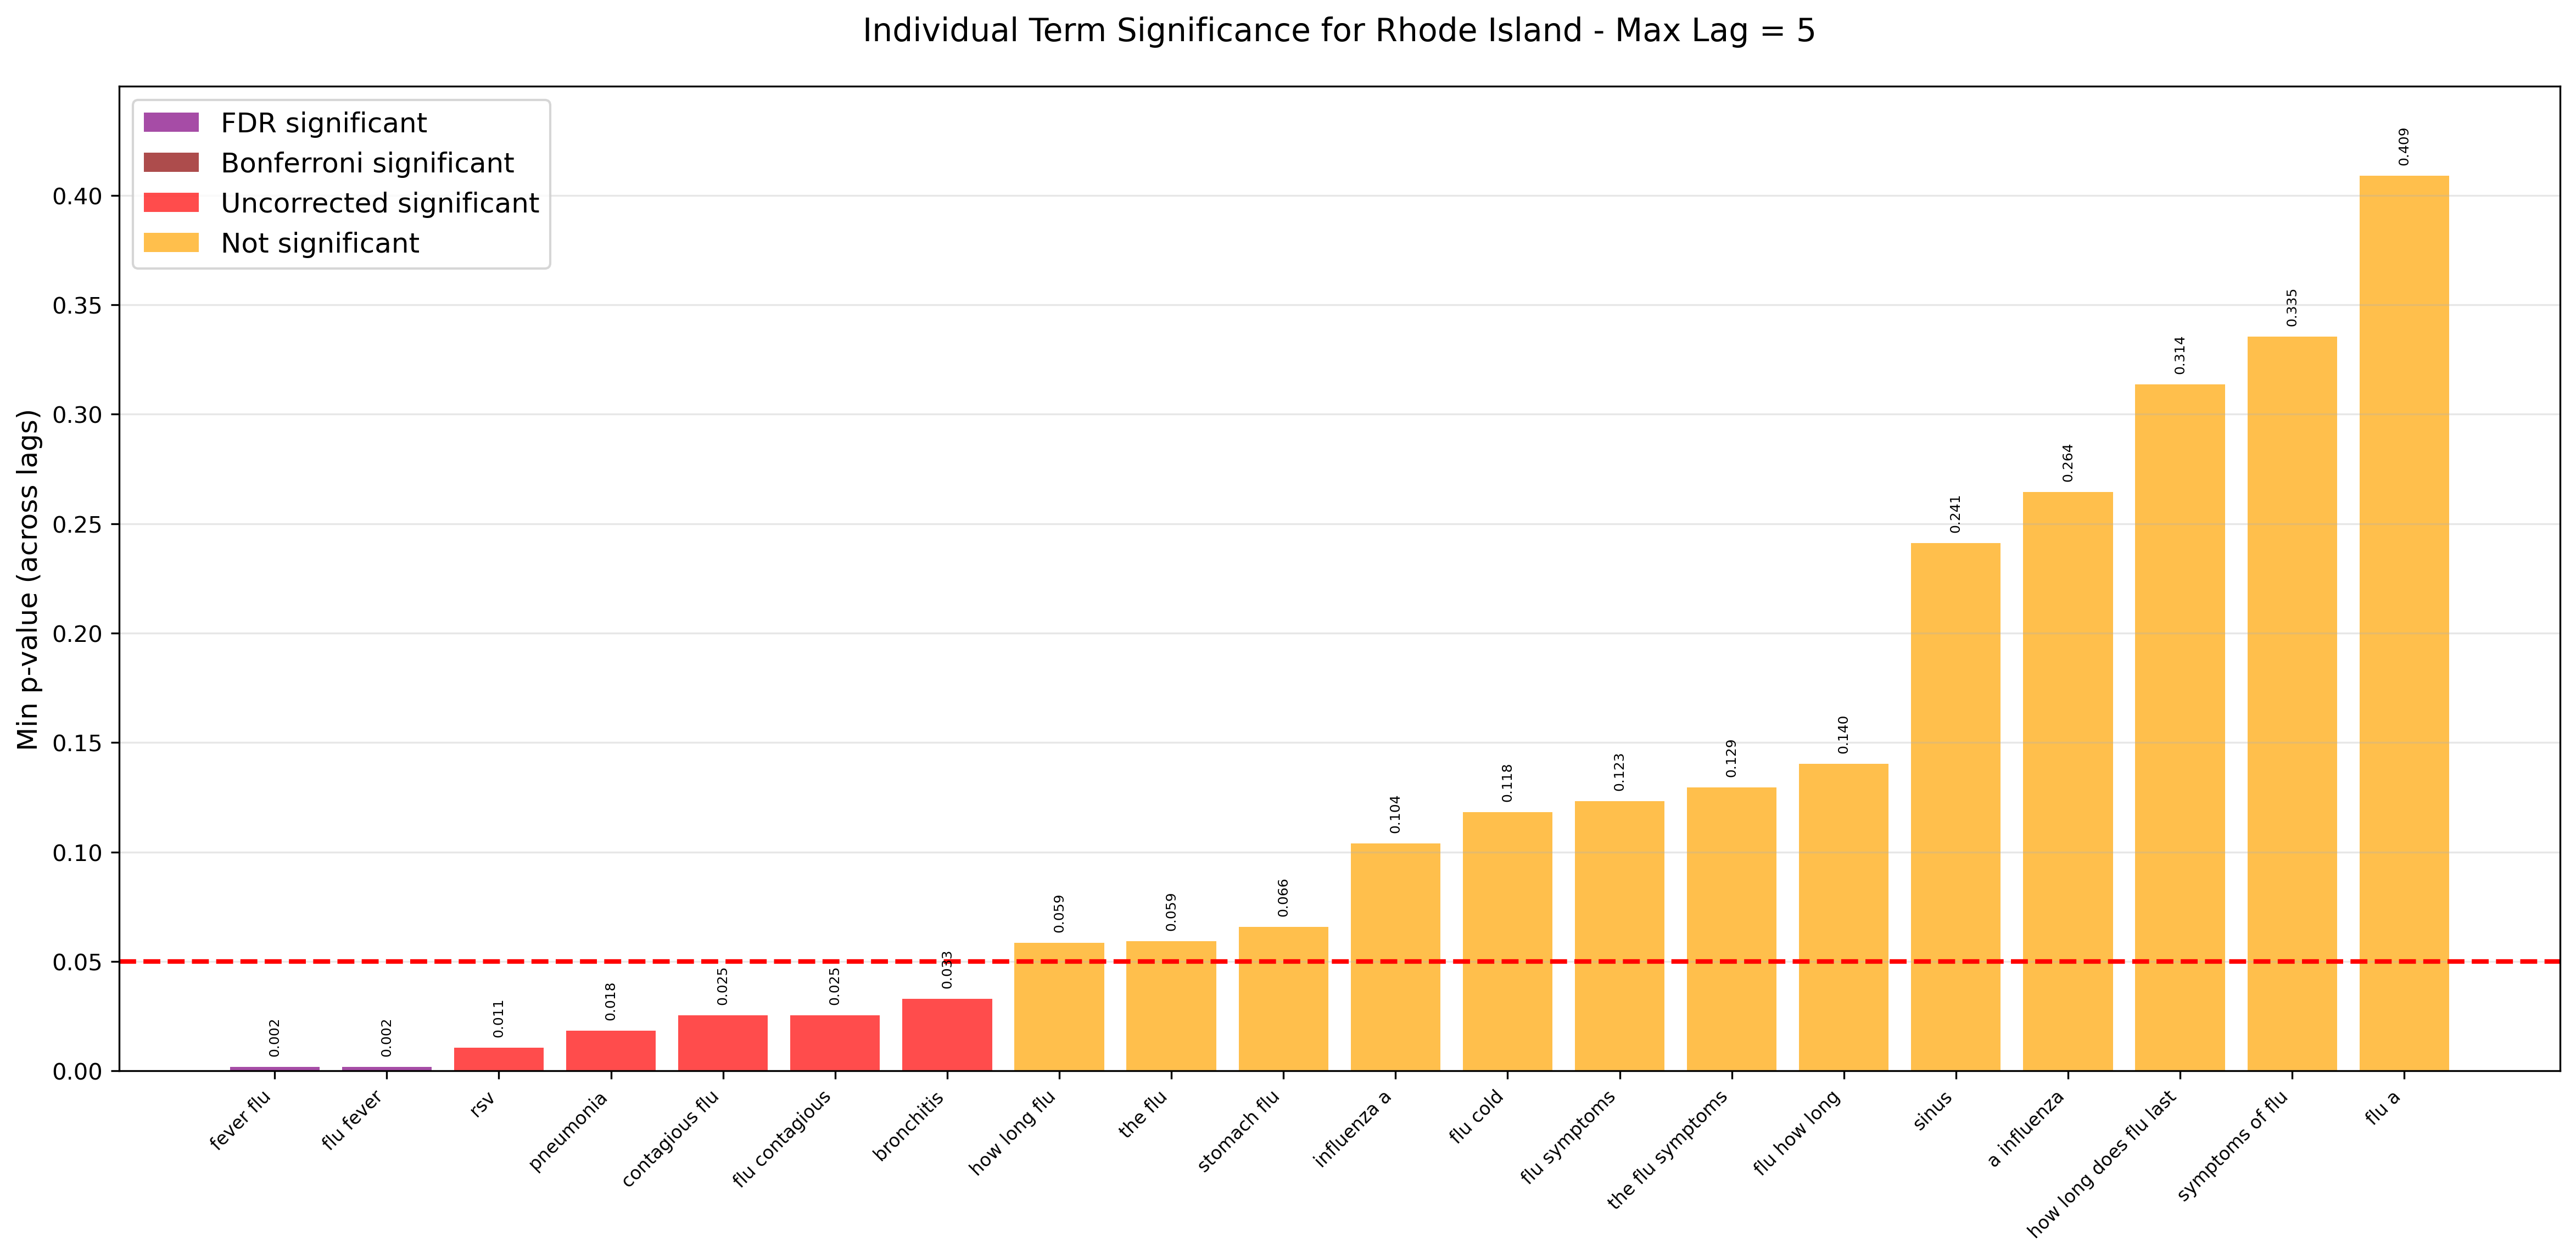 Individual Term Significance for Rhode Island - Max Lag = 5
FDR significant
Bonferroni significant
Uncorrected significant
Not significant
Min p-value (across lags)
0.40
0.35
0.30
0.25
0.20
0.15
0.10
0.05
0.00
0.002
0.002
0.011
0.018
0.025
0.025
0.033
0.059
0.059
0.066
0.104
0.118
0.123
0.129
0.140
0.241
0.264
0.314
0.335
0.409
fever flu
flu fever
rsv
pneumonia
contagious flu
flu contagious
bronchitis
how long flu
the flu
stomach flu
influenza a
flu cold
flu symptoms
the flu symptoms
flu how long
sinus
a influenza
how long does flu last
symptoms of flu
flu a